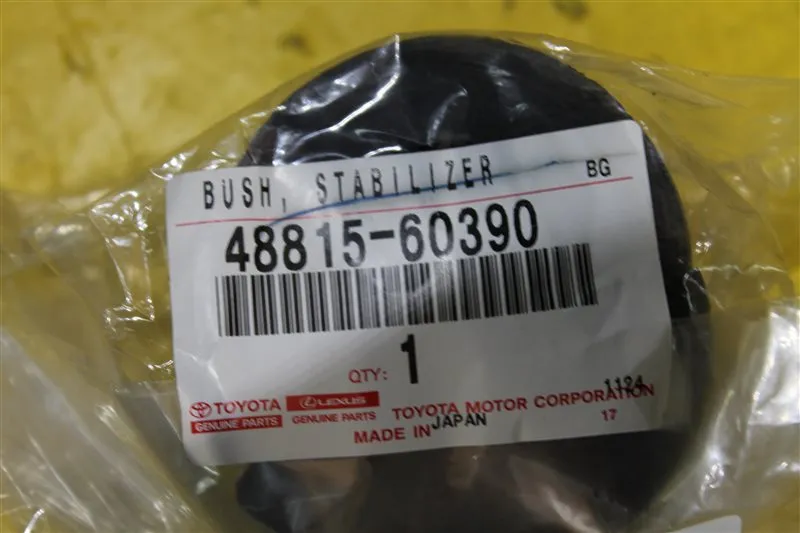 BUSH, STABILIZER BG
48815-60390
QTY: 1
1194
TOYOTA LEXUS TOYOTA MOTOR CORPORATION
GENUINE PARTS GENUINE PARTS 17
MADE IN JAPAN